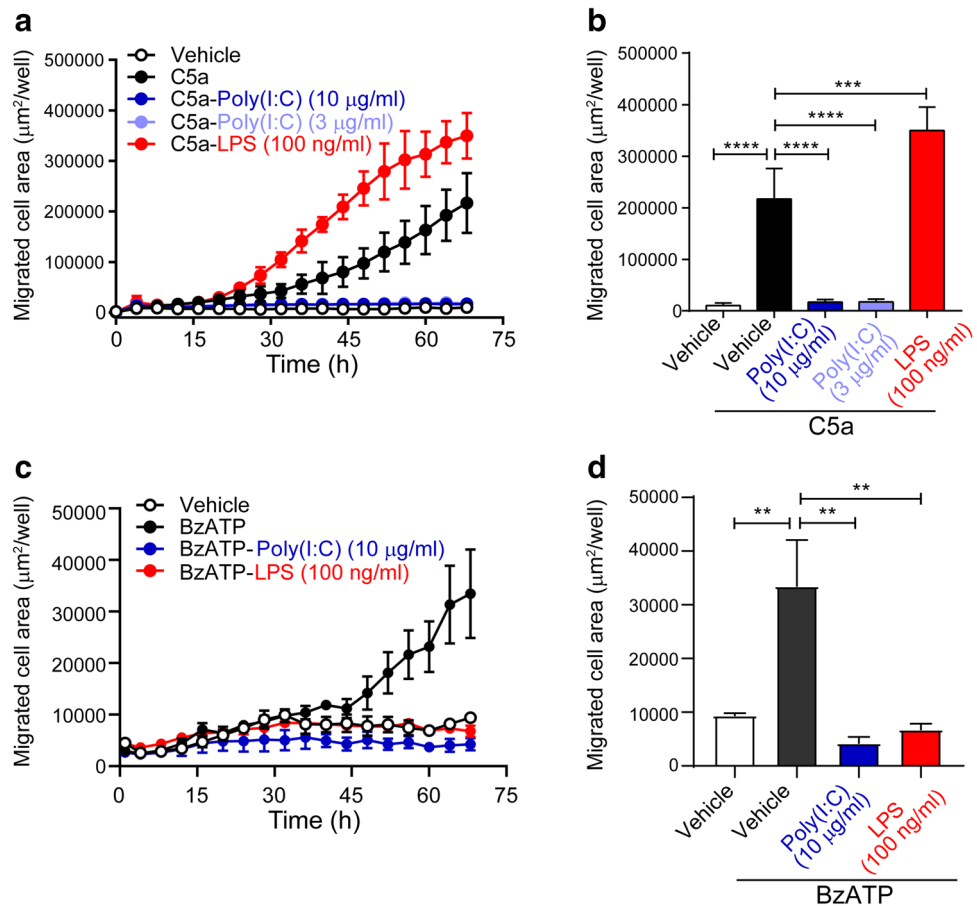 a
Migrated cell area (μm²/well)
500000
400000
300000
200000
100000
0
Vehicle
C5a
C5a-Poly(I:C) (10 μg/ml)
C5a-Poly(I:C) (3 μg/ml)
C5a-LPS (100 ng/ml)
0 15 30 45 60 75
Time (h)
b
Migrated cell area (μm²/well)
500000
400000
300000
200000
100000
0
***
****
**** ****
Vehicle
Vehicle
Poly(I:C)
(10 μg/ml)
Poly(I:C)
(3 μg/ml)
LPS
(100 ng/ml)
C5a
c
Migrated cell area (μm²/well)
50000
40000
30000
20000
10000
0
Vehicle
BzATP
BzATP-Poly(I:C) (10 μg/ml)
BzATP-LPS (100 ng/ml)
0 15 30 45 60 75
Time (h)
d
Migrated cell area (μm²/well)
50000
40000
30000
20000
10000
0
**
** **
Vehicle
Vehicle
Poly(I:C)
(10 μg/ml)
LPS
(100 ng/ml)
BzATP